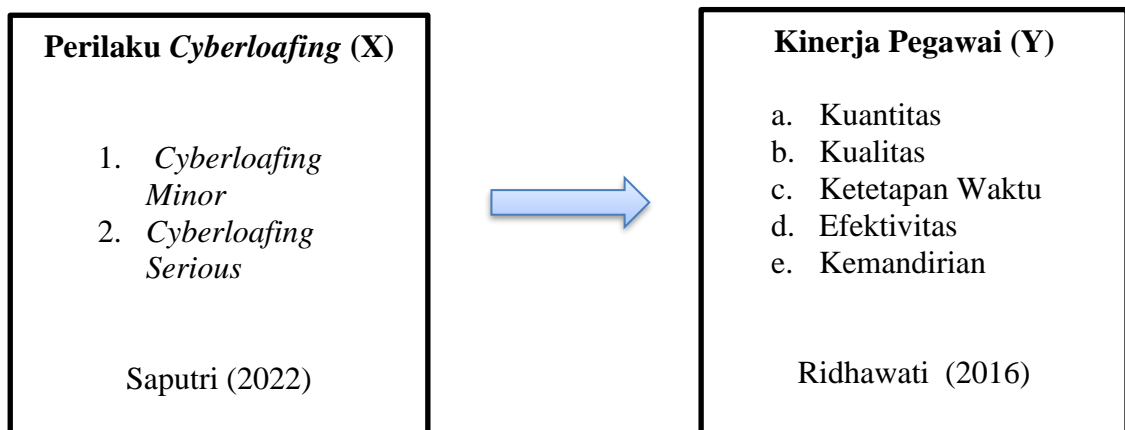 Perilaku Cyberloafing (X)
1. Cyberloafing
Minor
2. Cyberloafing
Serious
Saputri (2022)
Kinerja Pegawai (Y)
a. Kuantitas
b. Kualitas
c. Ketetapan Waktu
d. Efektivitas
e. Kemandirian
Ridhawati (2016)